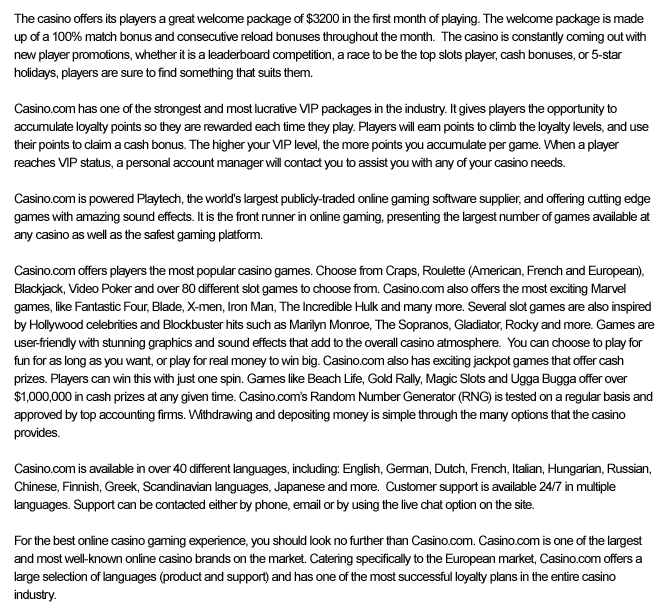 The casino offers its players a great welcome package of $3200 in the first month of playing. The welcome package is made
up of a 100% match bonus and consecutive reload bonuses throughout the month.  The casino is constantly coming out with
new player promotions, whether it is a leaderboard competition, a race to be the top slots player, cash bonuses, or 5-star
holidays, players are sure to find something that suits them.

Casino.com has one of the strongest and most lucrative VIP packages in the industry. It gives players the opportunity to
accumulate loyalty points so they are rewarded each time they play. Players will earn points to climb the loyalty levels, and use
their points to claim a cash bonus. The higher your VIP level, the more points you accumulate per game. When a player
reaches VIP status, a personal account manager will contact you to assist you with any of your casino needs.

Casino.com is powered Playtech, the world's largest publicly-traded online gaming software supplier, and offering cutting edge
games with amazing sound effects. It is the front runner in online gaming, presenting the largest number of games available at
any casino as well as the safest gaming platform.

Casino.com offers players the most popular casino games. Choose from Craps, Roulette (American, French and European),
Blackjack, Video Poker and over 80 different slot games to choose from. Casino.com also offers the most exciting Marvel
games, like Fantastic Four, Blade, X-men, Iron Man, The Incredible Hulk and many more. Several slot games are also inspired
by Hollywood celebrities and Blockbuster hits such as Marilyn Monroe, The Sopranos, Gladiator, Rocky and more. Games are
user-friendly with stunning graphics and sound effects that add to the overall casino atmosphere.  You can choose to play for
fun for as long as you want, or play for real money to win big. Casino.com also has exciting jackpot games that offer cash
prizes. Players can win this with just one spin. Games like Beach Life, Gold Rally, Magic Slots and Ugga Bugga offer over
$1,000,000 in cash prizes at any given time. Casino.com's Random Number Generator (RNG) is tested on a regular basis and
approved by top accounting firms. Withdrawing and depositing money is simple through the many options that the casino
provides.

Casino.com is available in over 40 different languages, including: English, German, Dutch, French, Italian, Hungarian, Russian,
Chinese, Finnish, Greek, Scandinavian languages, Japanese and more.  Customer support is available 24/7 in multiple
languages. Support can be contacted either by phone, email or by using the live chat option on the site.

For the best online casino gaming experience, you should look no further than Casino.com. Casino.com is one of the largest
and most well-known online casino brands on the market. Catering specifically to the European market, Casino.com offers a
large selection of languages (product and support) and has one of the most successful loyalty plans in the entire casino
industry.